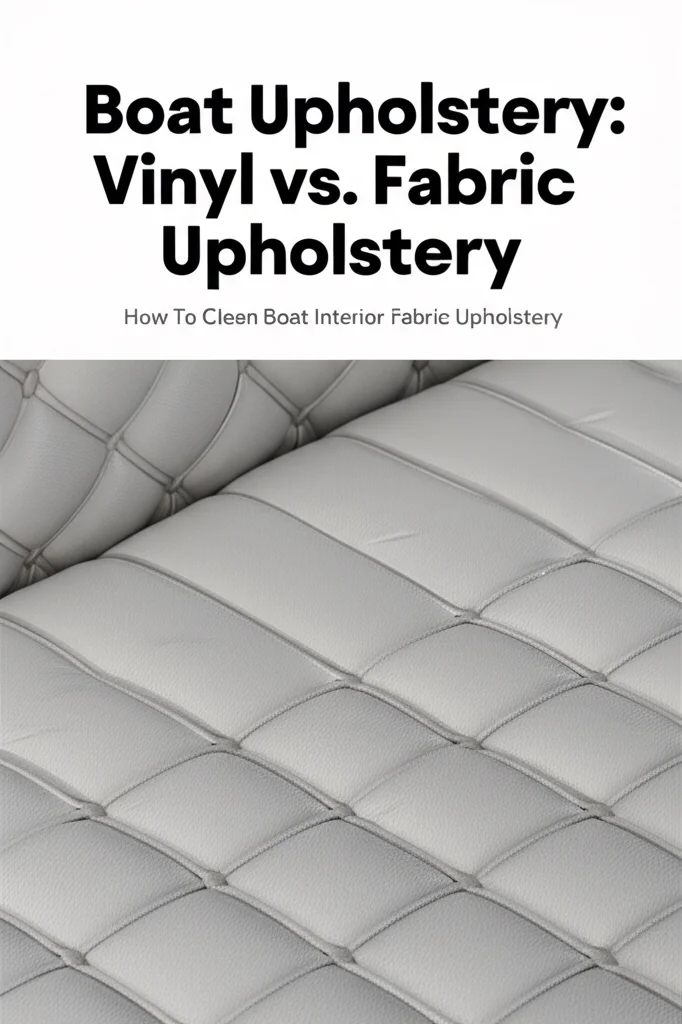 Boat Upholstery:
Vinyl vs. Fabric
Upholstery
How To Cleen Boat Interior Fabric Upholstery